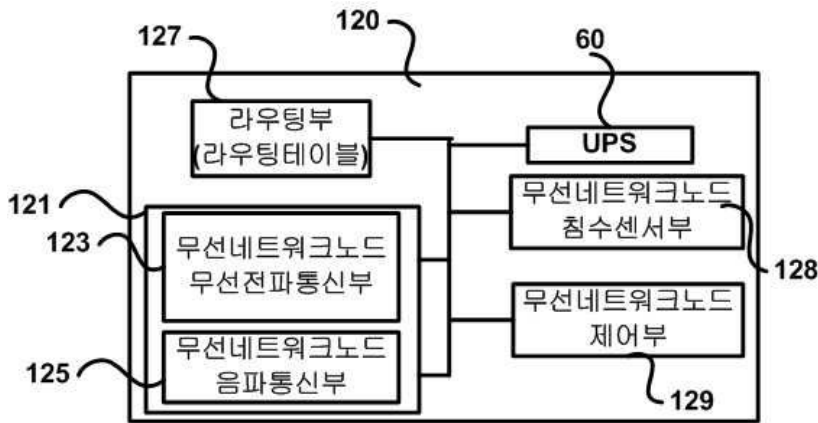 127
120
60
라우팅부
(라우팅테이블)
UPS
121
123
무선네트워크노드
무선전파통신부
무선네트워크노드
침수센서부
128
125
무선네트워크노드
음파통신부
무선네트워크노드
제어부
129